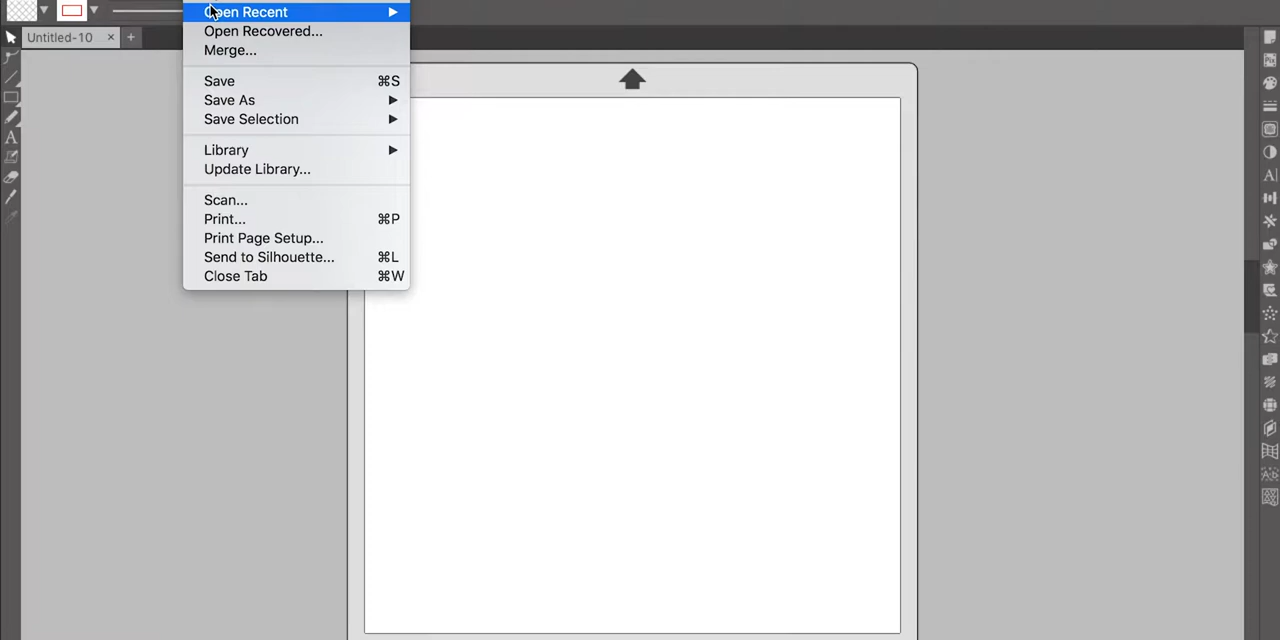 Open Recent
Untitled-10
Open Recovered...
Merge...
Save ⌘S
Save As
Save Selection
Library
Update Library...
Scan...
Print... ⌘P
Print Page Setup...
Send to Silhouette... ⌘L
Close Tab ⌘W